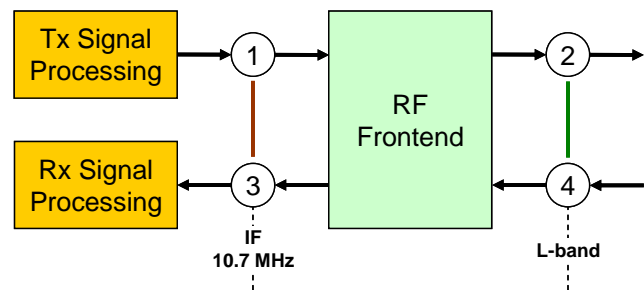 Tx Signal
Processing
1
2
RF
Frontend
Rx Signal
Processing
3
4
IF
10.7 MHz
L-band